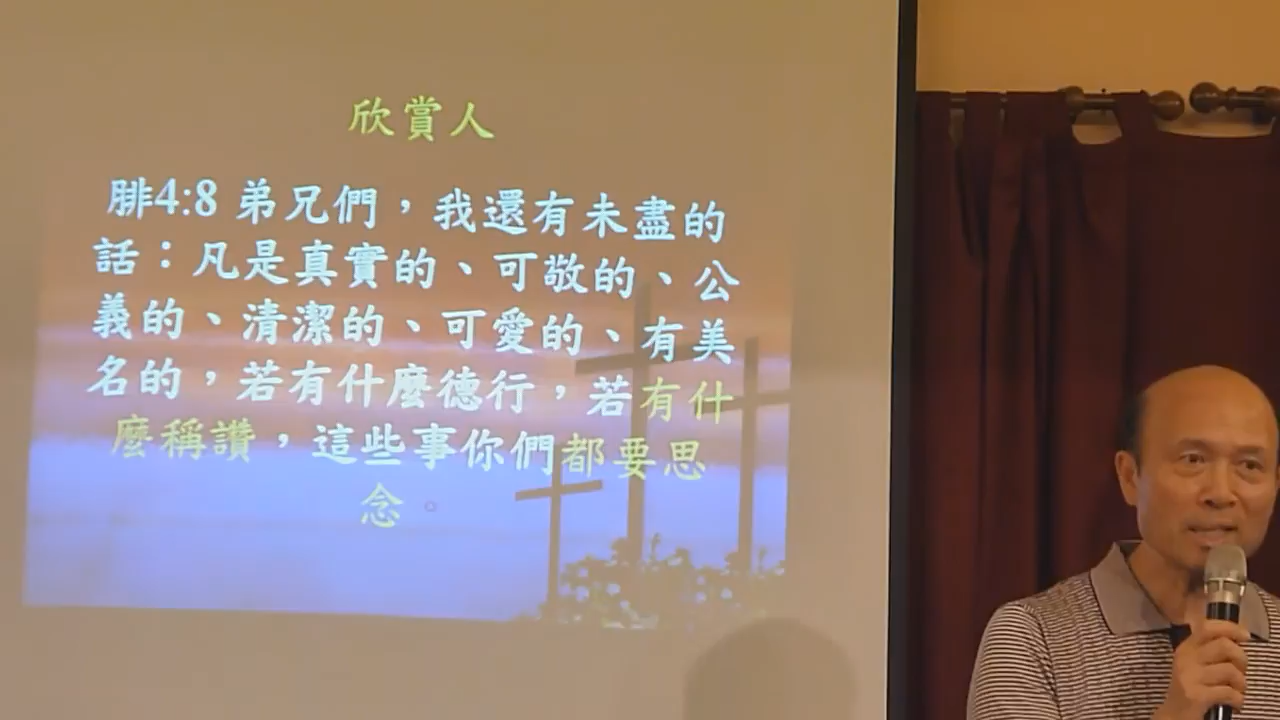 欣賞人
腓4:8 弟兄們，我還有未盡的
話：凡是真實的、可敬的、公
義的、清潔的、可愛的、有美
名的，若有什麼德行，若有什
麼稱讚，這些事你們都要思
念。